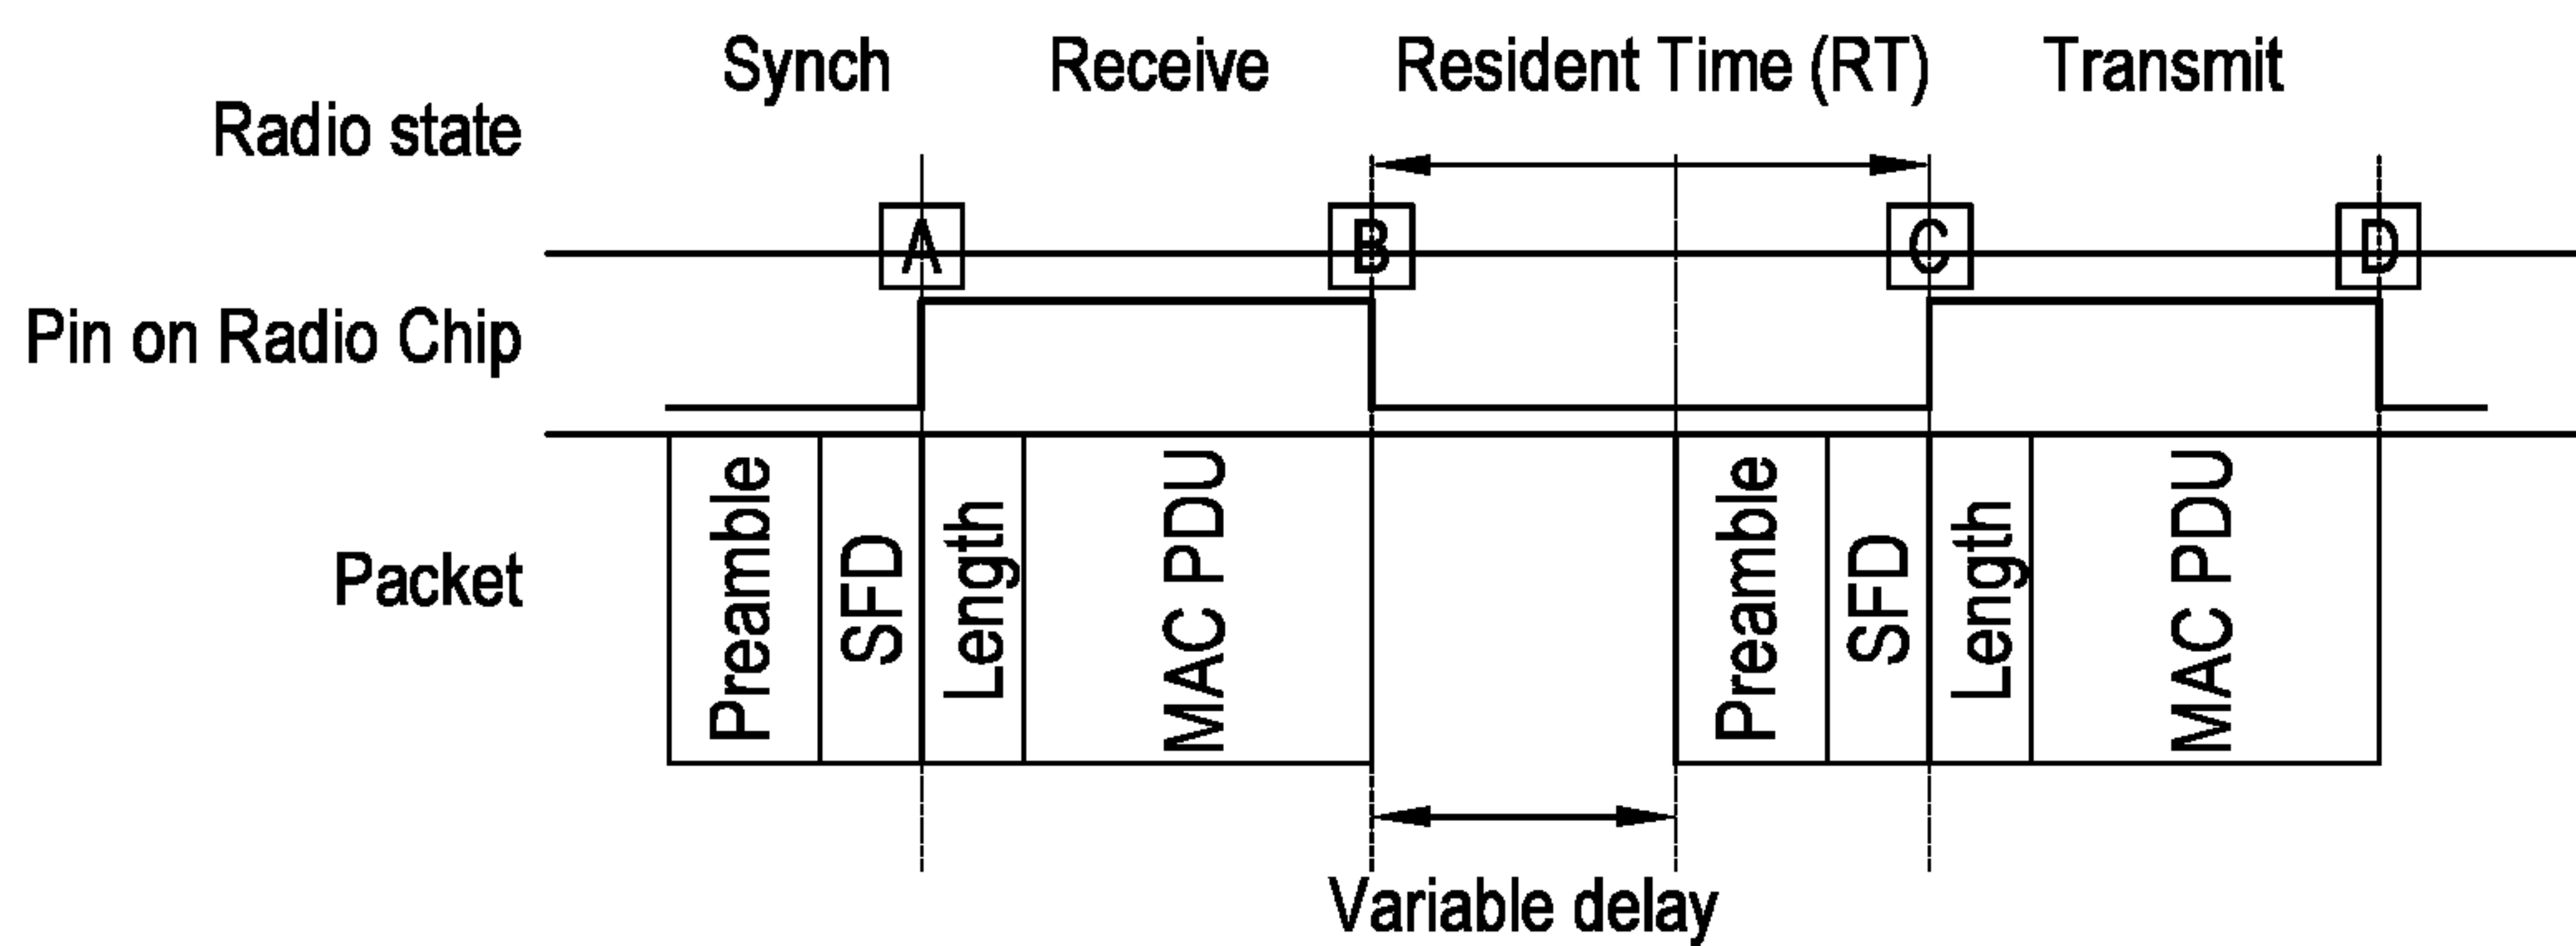 Synch Receive Resident Time (RT) Transmit
Radio state
A B C D
Pin on Radio Chip
Packet
Preamble
SFD
Length
MAC PDU
Preamble
SFD
Length
MAC PDU
Variable delay